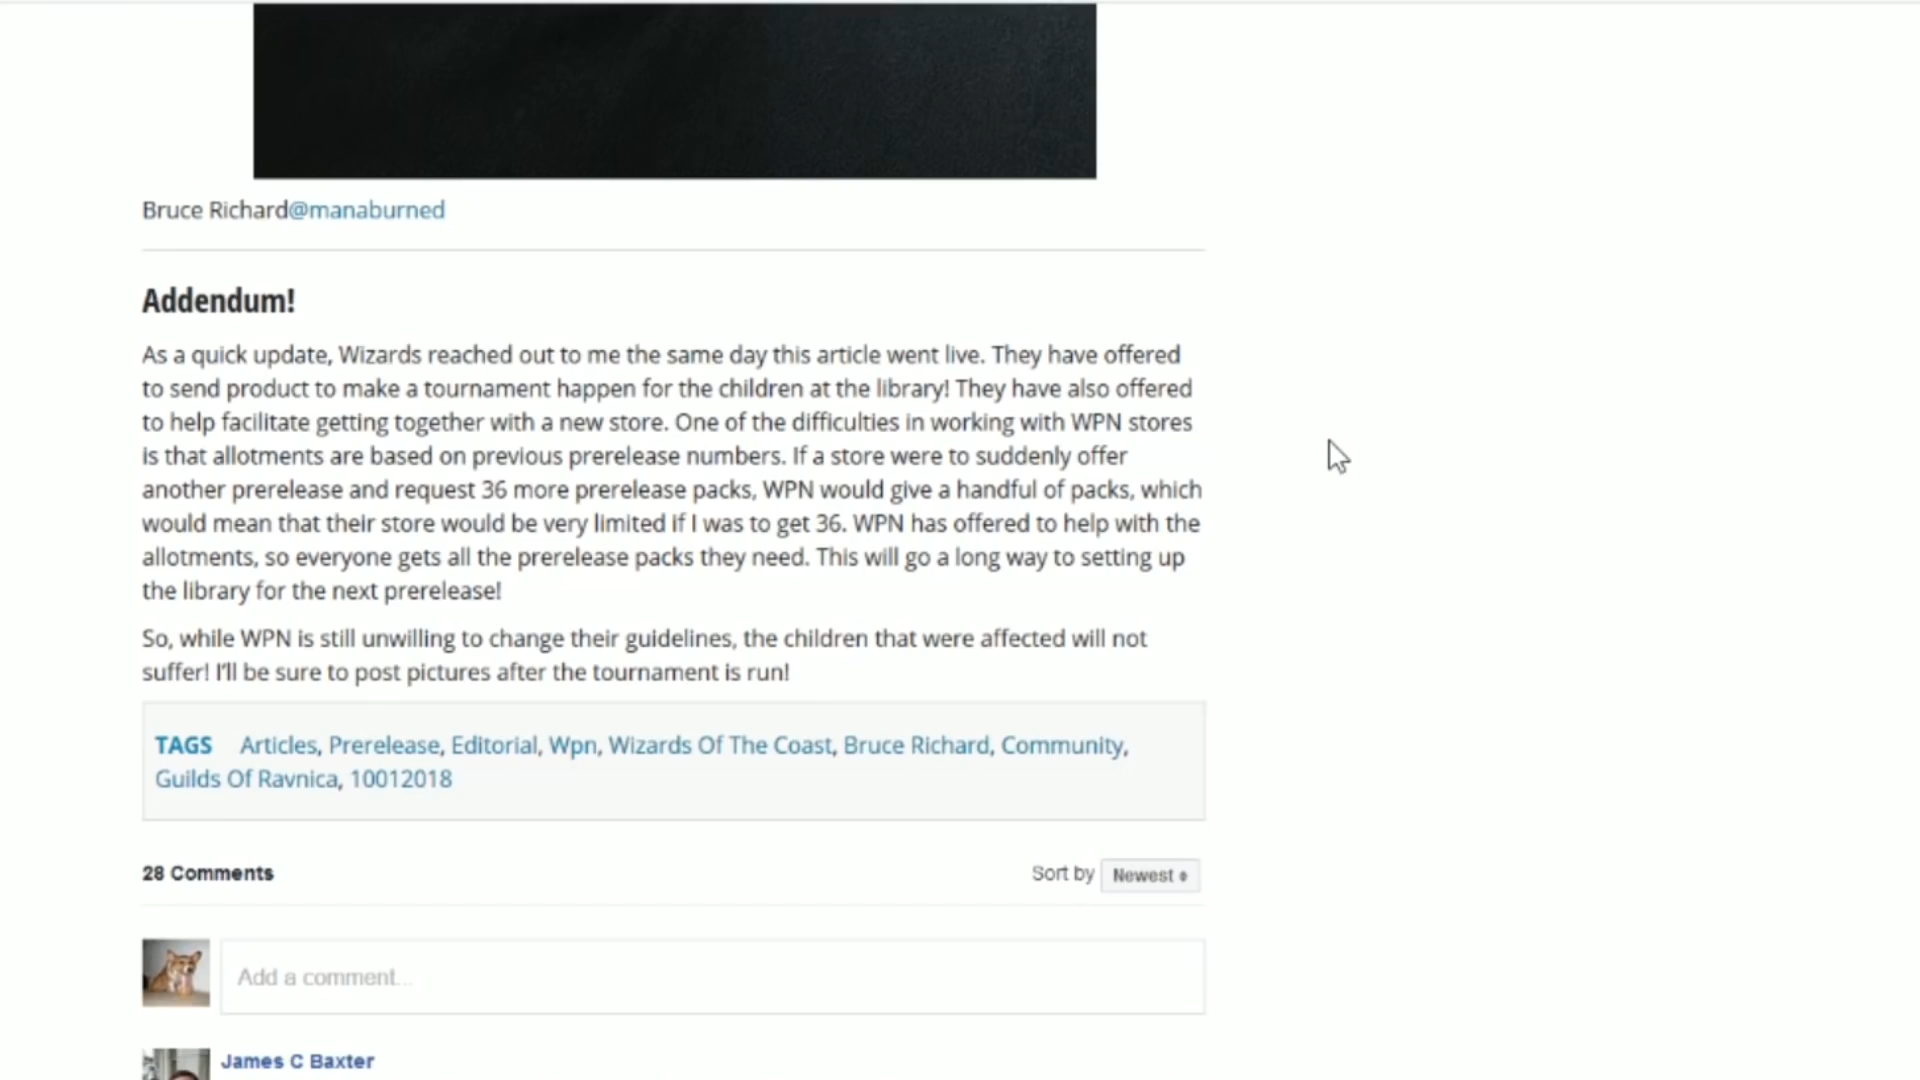 Bruce Richard@manaburned
Addendum!
As a quick update, Wizards reached out to me the same day this article went live. They have offered
to send product to make a tournament happen for the children at the library! They have also offered
to help facilitate getting together with a new store. One of the difficulties in working with WPN stores
is that allotments are based on previous prerelease numbers. If a store were to suddenly offer
another prerelease and request 36 more prerelease packs, WPN would give a handful of packs, which
would mean that their store would be very limited if I was to get 36. WPN has offered to help with the
allotments, so everyone gets all the prerelease packs they need. This will go a long way to setting up
the library for the next prerelease!
So, while WPN is still unwilling to change their guidelines, the children that were affected will not
suffer! I'll be sure to post pictures after the tournament is run!
TAGS Articles, Prerelease, Editorial, Wpn, Wizards Of The Coast, Bruce Richard, Community,
Guilds Of Ravnica, 10012018
28 Comments Sort by Newest
Add a comment...
James C Baxter